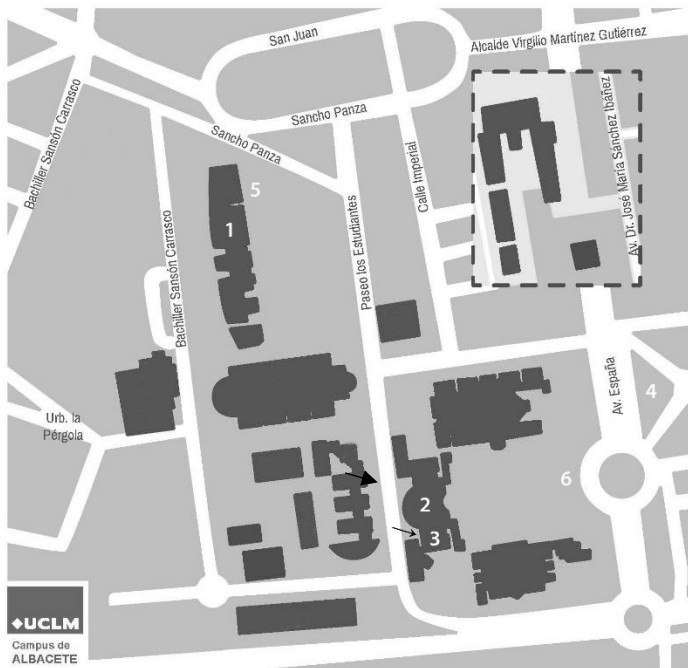 San Juan
Alcalde Virgilio Martínez Gutiérrez
Sancho Panza
Sancho Panza
Bachiller Sansón Carrasco
Calle Imperial
Av. Dr. José María Sánchez Ibáñez
5
1
Paseo los Estudiantes
Bachiller Sansón Carrasco
Av. España
4
Urb. la
Pérgola
6
2
3
UCLM
Campus de
ALBACETE